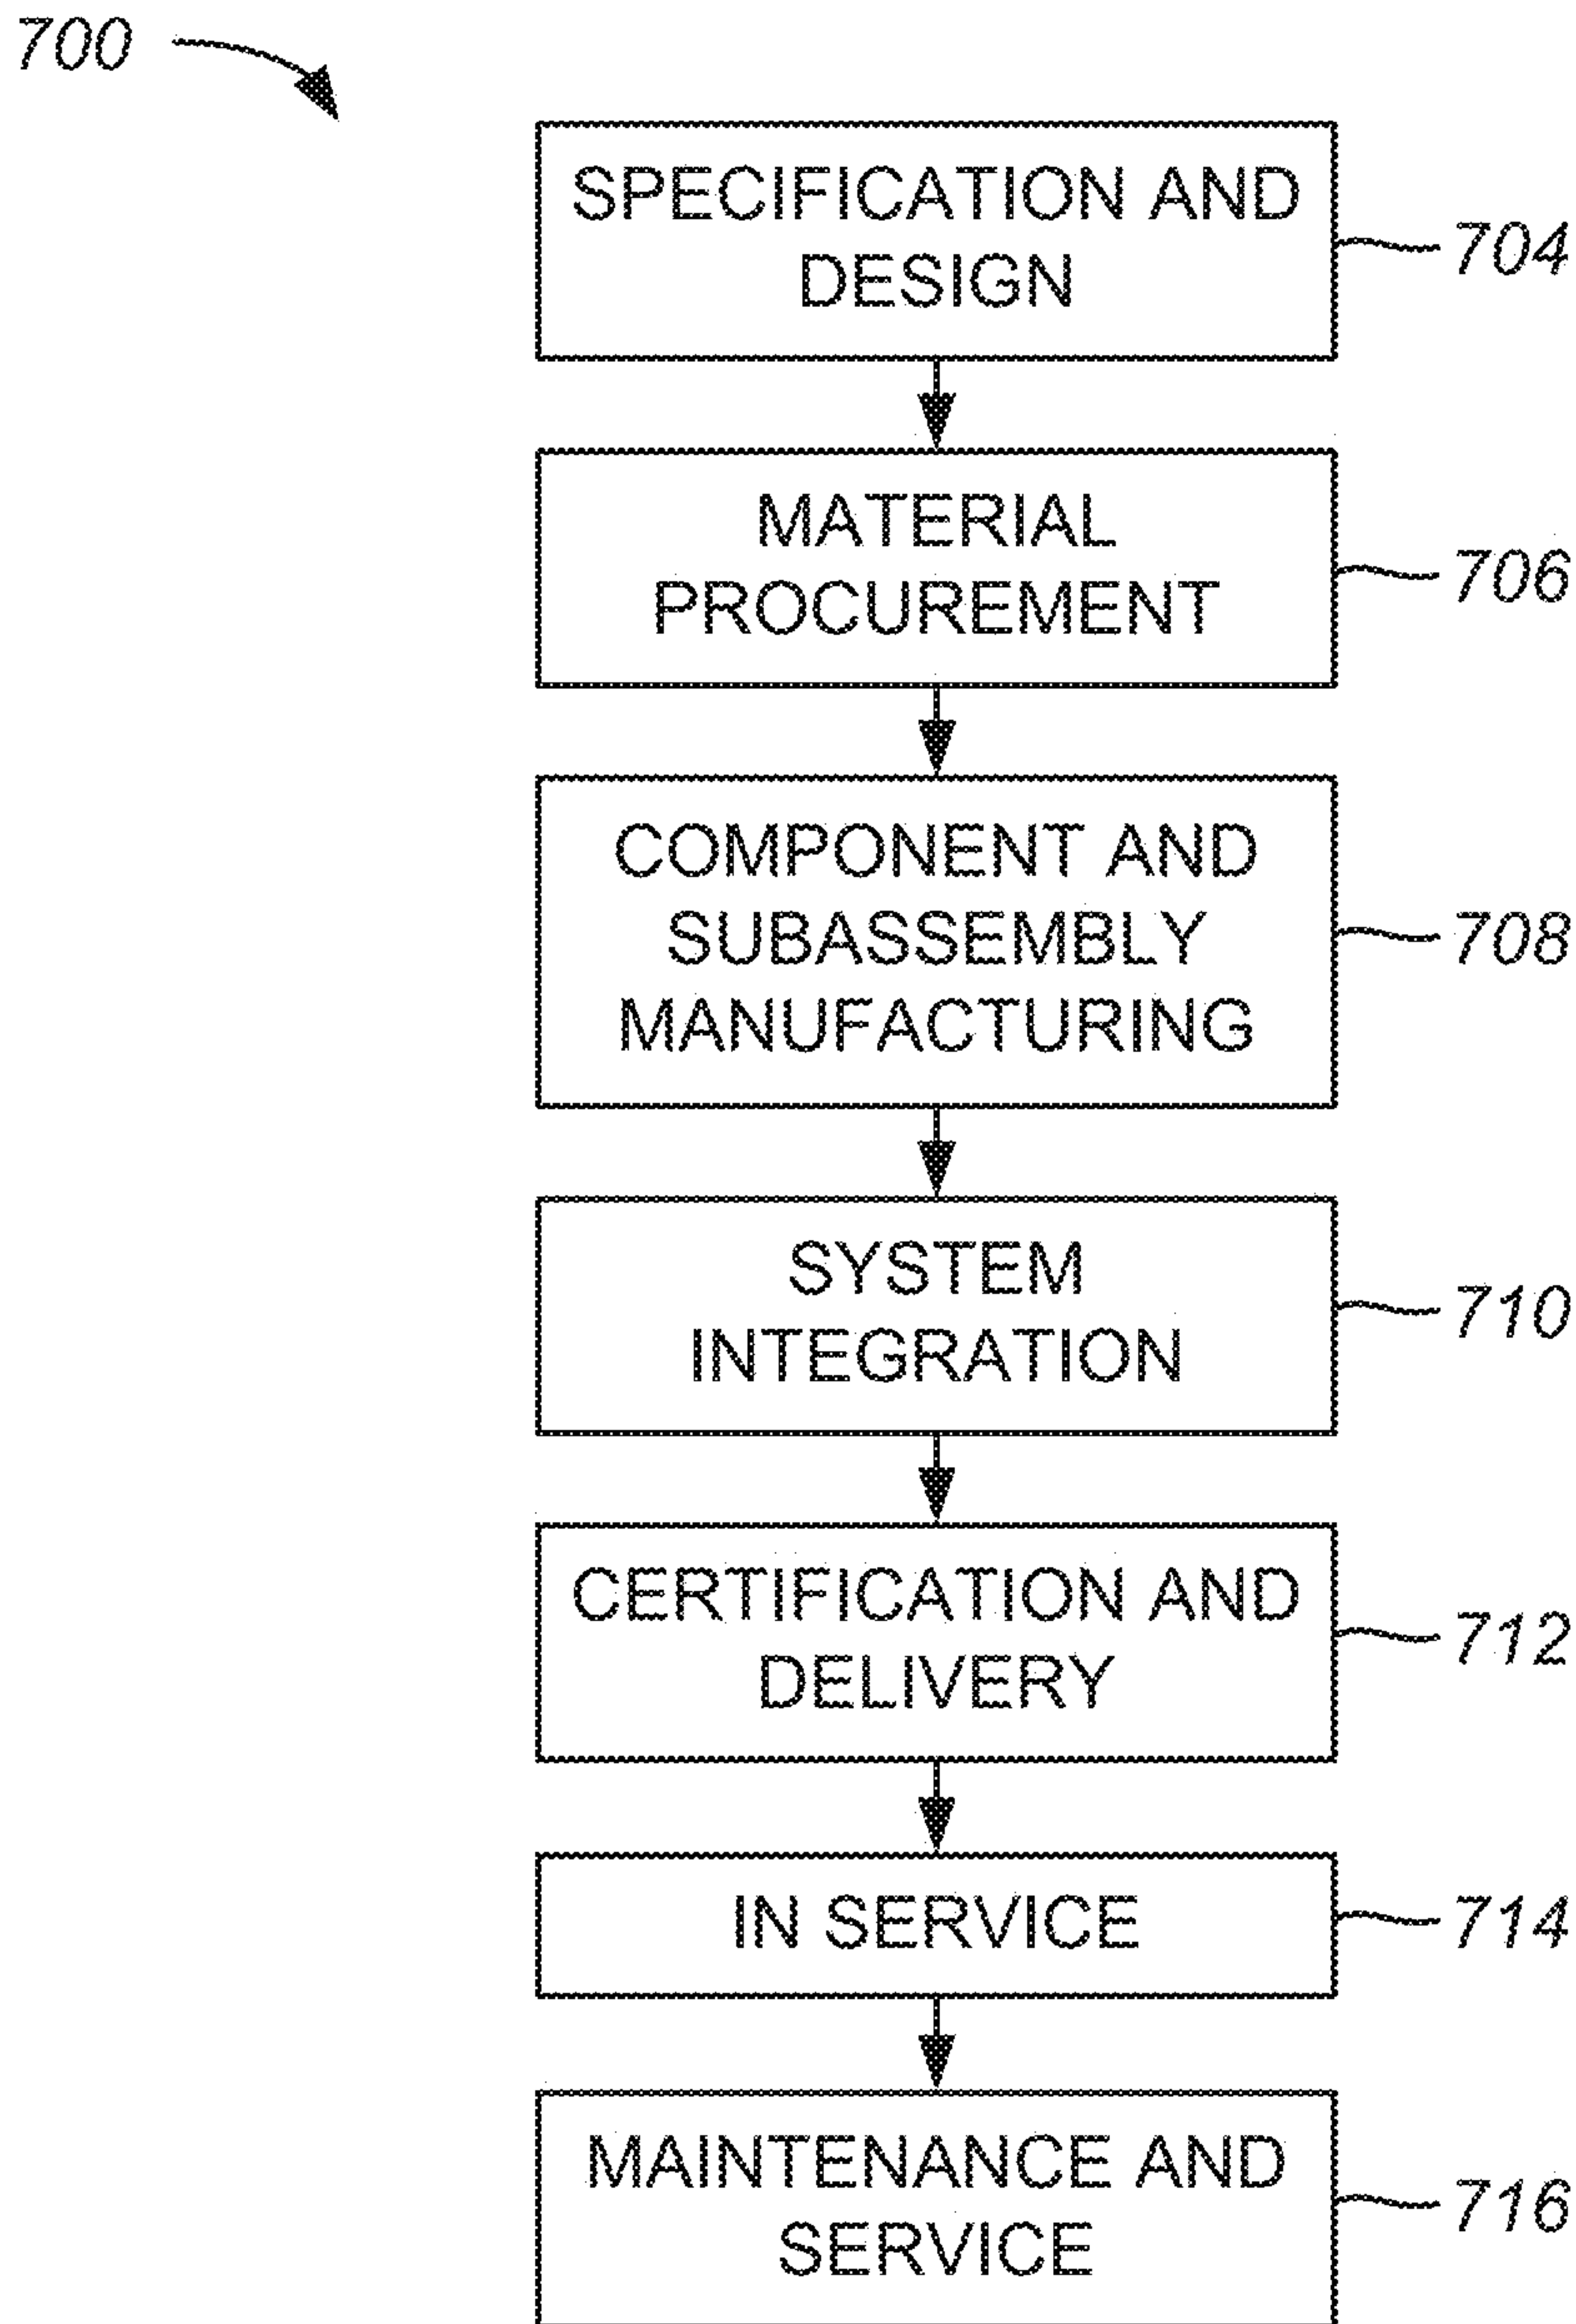 700
SPECIFICATION AND
DESIGN
704
MATERIAL
PROCUREMENT
706
COMPONENT AND
SUBASSEMBLY
MANUFACTURING
708
SYSTEM
INTEGRATION
710
CERTIFICATION AND
DELIVERY
712
IN SERVICE
714
MAINTENANCE AND
SERVICE
716